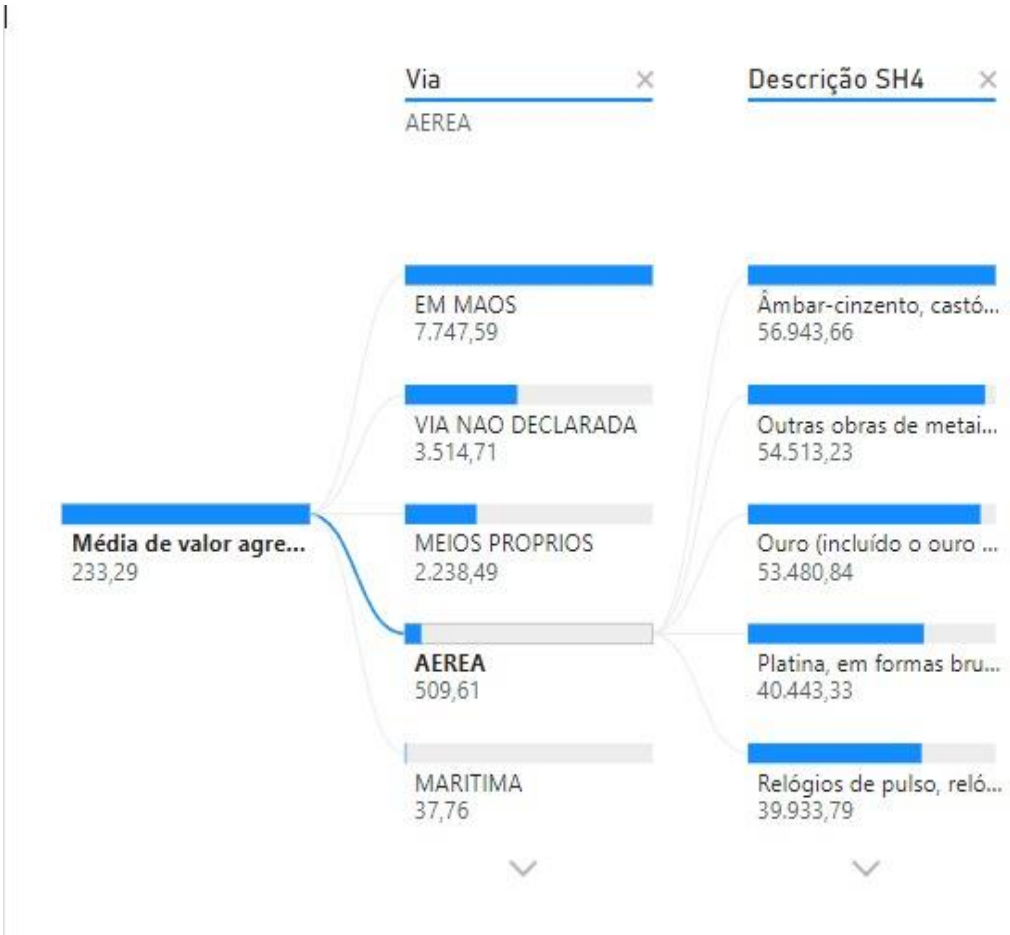 Via
AEREA
Descrição SH4
Média de valor agre...
233,29
EM MAOS
7.747,59
VIA NAO DECLARADA
3.514,71
MEIOS PROPRIOS
2.238,49
AEREA
509,61
MARITIMA
37,76
Âmbar-cinzento, castó...
56.943,66
Outras obras de metai...
54.513,23
Ouro (incluído o ouro ...
53.480,84
Platina, em formas bru...
40.443,33
Relógios de pulso, reló...
39.933,79